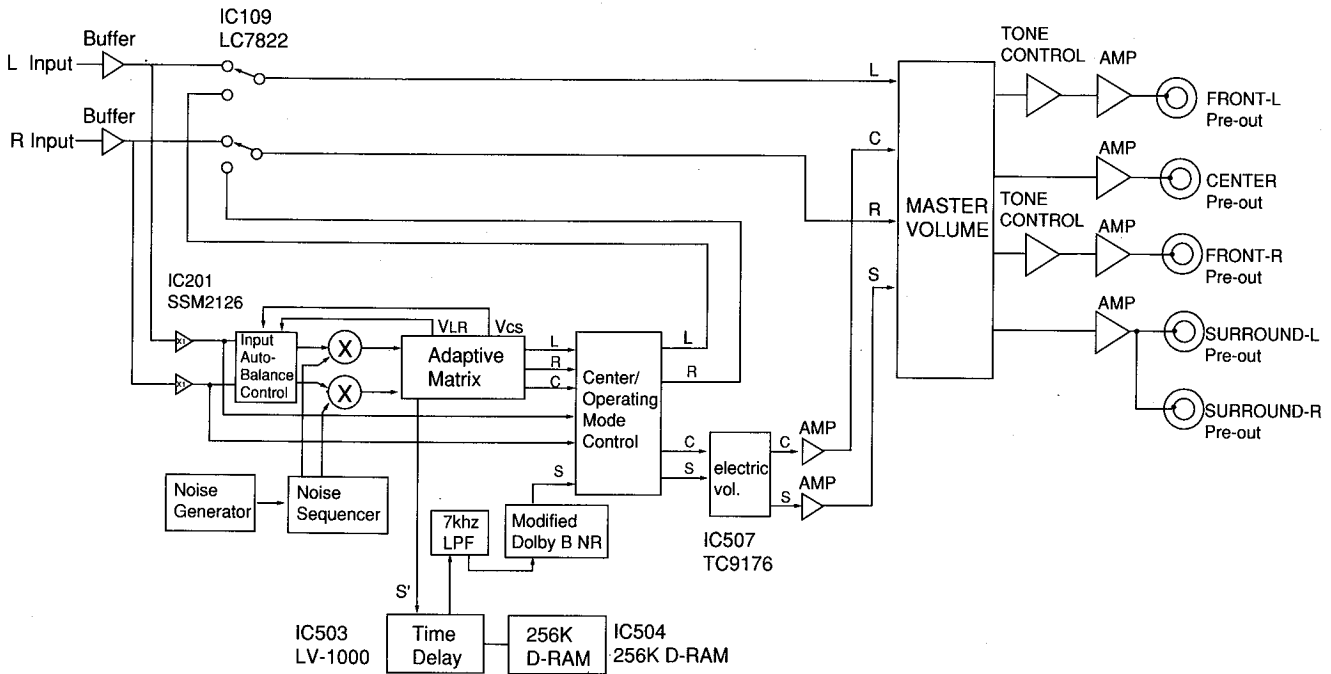 IC109
LC7822
Buffer
L Input
Buffer
R Input
L
C
R
S
MASTER
VOLUME
TONE
CONTROL
AMP
FRONT-L
Pre-out
AMP
CENTER
Pre-out
TONE
CONTROL
AMP
FRONT-R
Pre-out
AMP
SURROUND-L
Pre-out
SURROUND-R
Pre-out
IC201
SSM2126
X1
X1
Input
Auto-
Balance
Control
X
X
VLR
Vcs
Adaptive
Matrix
L
R
C
Center/
Operating
Mode
Control
L
R
C
S
electric
vol.
C
S
AMP
AMP
IC507
TC9176
Noise
Generator
Noise
Sequencer
S
7khz
LPF
Modified
Dolby B NR
S'
IC503
LV-1000
Time
Delay
256K
D-RAM
IC504
256K D-RAM